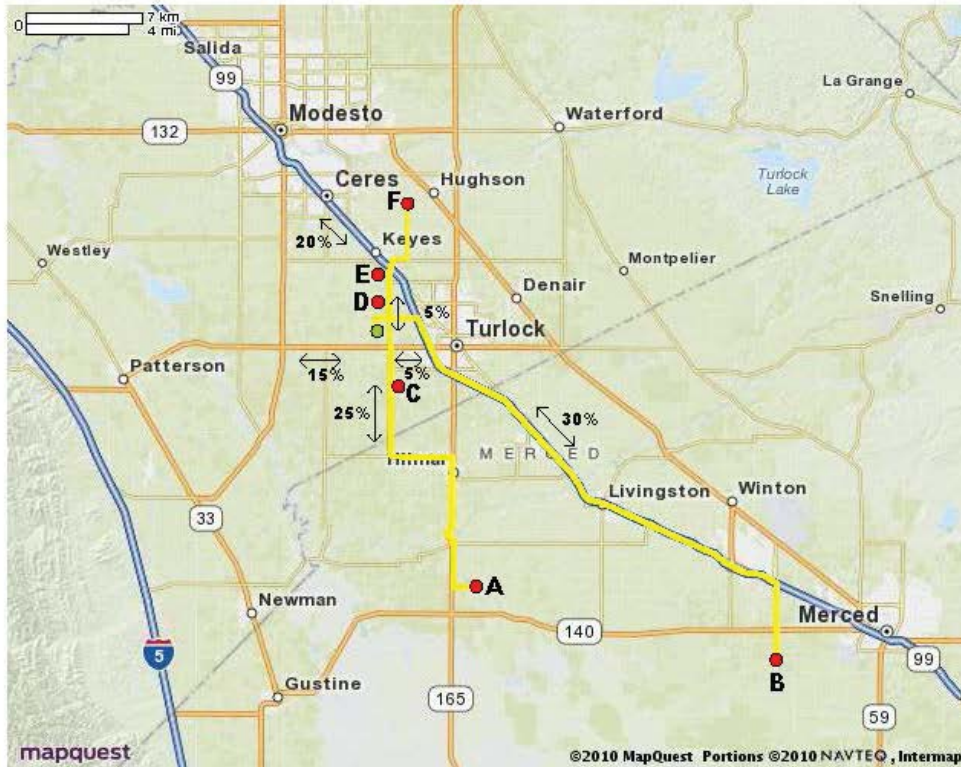 0 7 km
4 mi
Salida
99
La Grange
Modesto
Waterford
132
Turlock
Lake
Ceres
F
Hughson
20%
Keyes
Westley
Montpelier
E
Denair
Snelling
D
5%
Turlock
Patterson
15%
5%
C
25%
30%
MERCED
Hilmar
Livingston
Winton
33
A
Newman
140
Merced
5
B
99
Gustine
165
59
mapquest
©2010 MapQuest Portions ©2010 NAVTEQ, Intermap